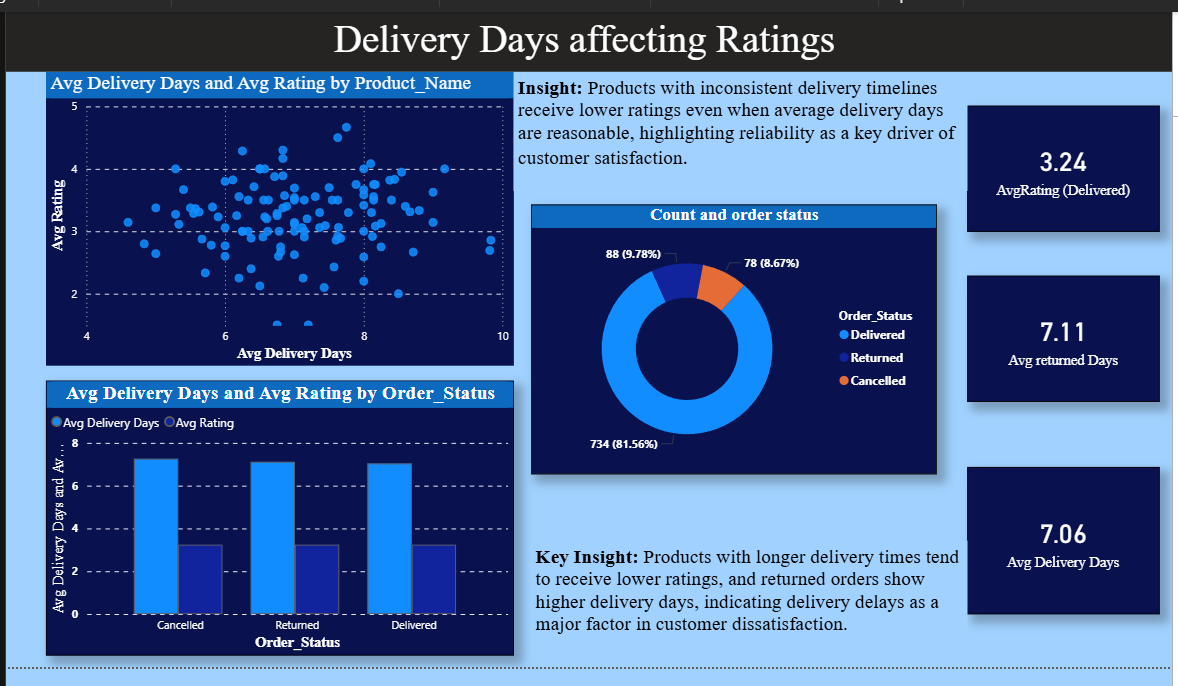 Delivery Days affecting Ratings
Avg Delivery Days and Avg Rating by Product_Name
Avg Rating
5
4
3
2
4
6
8
10
Avg Delivery Days
Insight: Products with inconsistent delivery timelines
receive lower ratings even when average delivery days
are reasonable, highlighting reliability as a key driver of
customer satisfaction.
3.24
AvgRating (Delivered)
Count and order status
88 (9.78%)
78 (8.67%)
734 (81.56%)
Order_Status
Delivered
Returned
Cancelled
7.11
Avg returned Days
Avg Delivery Days and Avg Rating by Order_Status
Avg Delivery Days
Avg Rating
Avg Delivery Days and Av...
8
6
4
2
0
Cancelled
Returned
Delivered
Order_Status
Key Insight: Products with longer delivery times tend
to receive lower ratings, and returned orders show
higher delivery days, indicating delivery delays as a
major factor in customer dissatisfaction.
7.06
Avg Delivery Days